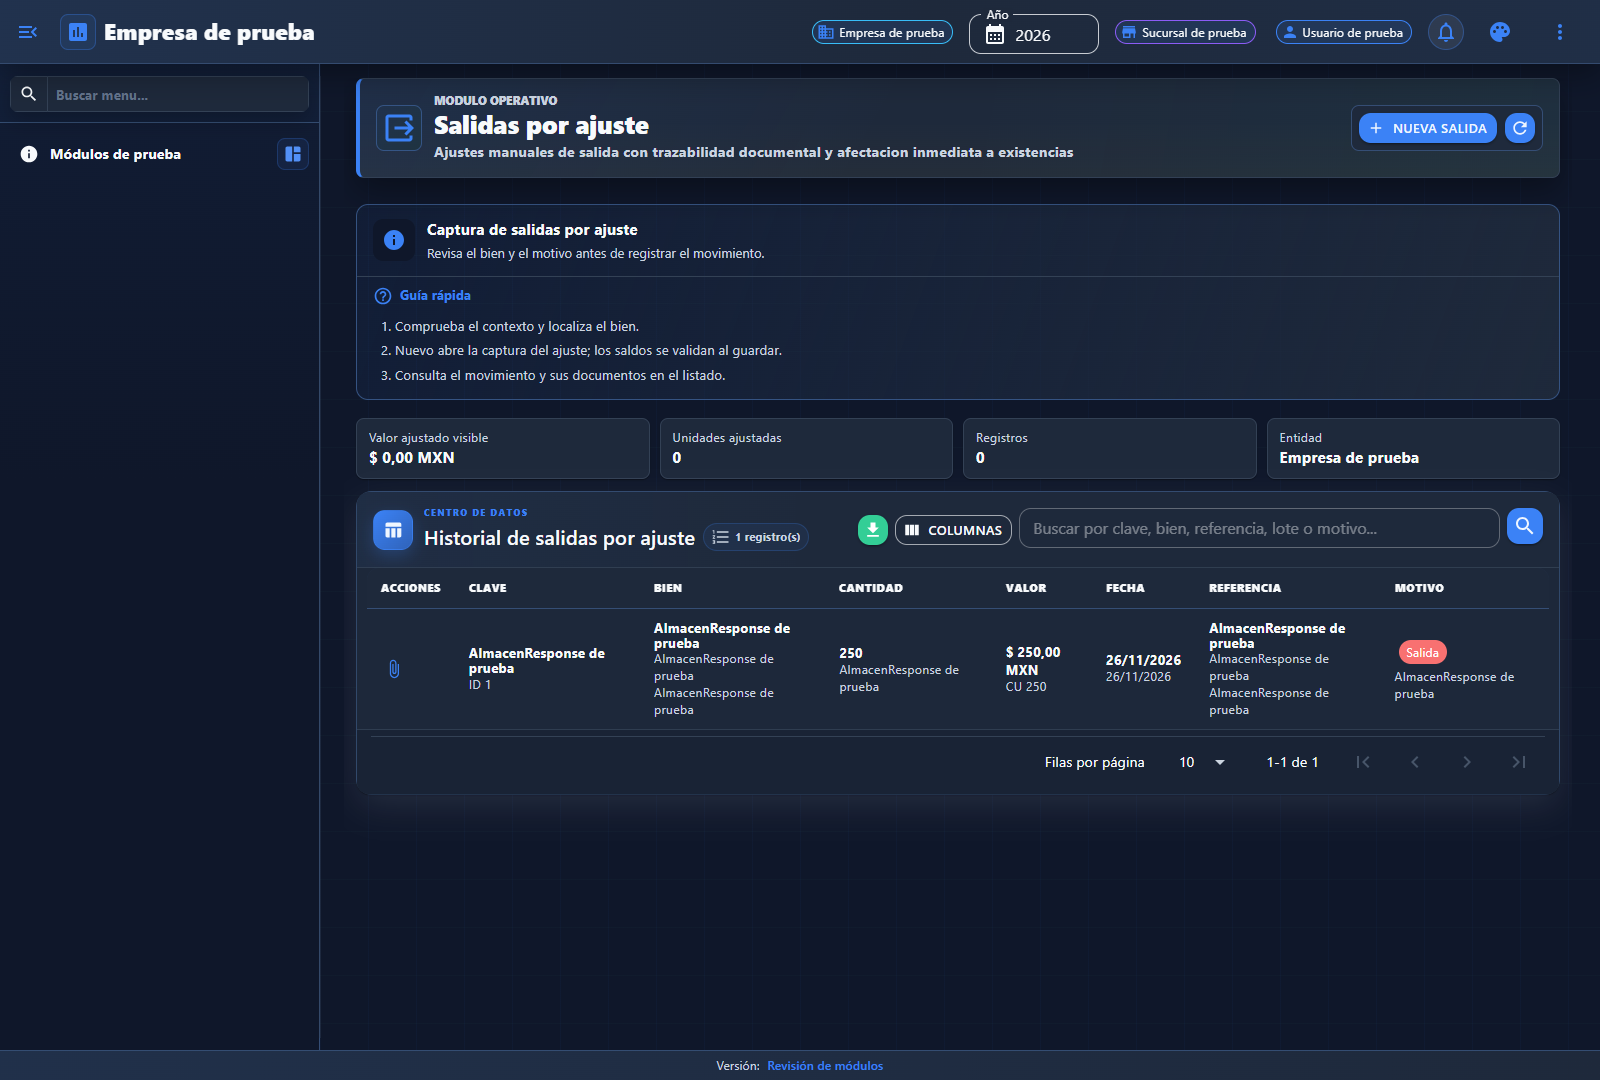 Empresa de prueba
Empresa de prueba
Año
2026
Sucursal de prueba
Usuario de prueba
Buscar menu...
Módulos de prueba
MODULO OPERATIVO
Salidas por ajuste
Ajustes manuales de salida con trazabilidad documental y afectacion inmediata a existencias
NUEVA SALIDA
Captura de salidas por ajuste
Revisa el bien y el motivo antes de registrar el movimiento.
Guía rápida
1. Comprueba el contexto y localiza el bien.
2. Nuevo abre la captura del ajuste; los saldos se validan al guardar.
3. Consulta el movimiento y sus documentos en el listado.
Valor ajustado visible
$ 0,00 MXN
Unidades ajustadas
0
Registros
0
Entidad
Empresa de prueba
CENTRO DE DATOS
Historial de salidas por ajuste
1 registro(s)
COLUMNAS
Buscar por clave, bien, referencia, lote o motivo...
ACCIONES CLAVE BIEN CANTIDAD VALOR FECHA REFERENCIA MOTIVO
AlmacenResponse de
prueba
ID 1
AlmacenResponse de
prueba
AlmacenResponse de
prueba
AlmacenResponse de
prueba
250
AlmacenResponse de
prueba
$ 250,00
MXN
CU 250
26/11/2026
26/11/2026
AlmacenResponse de
prueba
AlmacenResponse de
prueba
AlmacenResponse de
prueba
Salida
AlmacenResponse de
prueba
Filas por página 10 1-1 de 1
Versión: Revisión de módulos